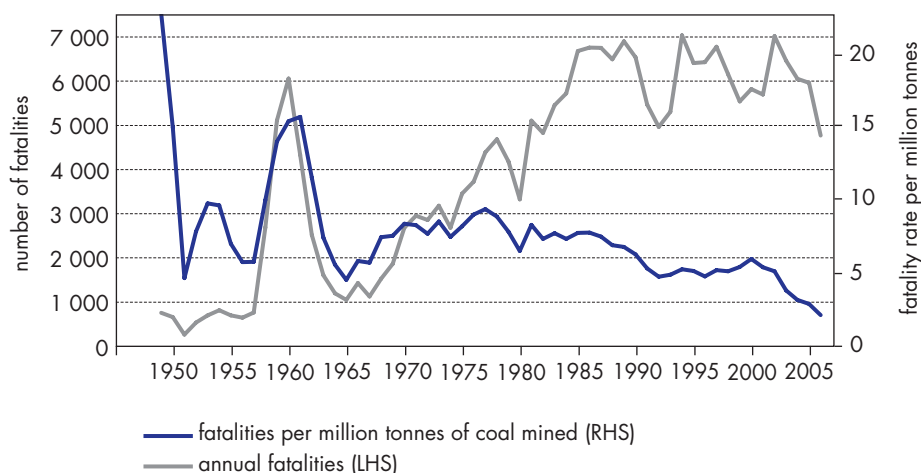 number of fatalities
7 000
6 000
5 000
4 000
3 000
2 000
1 000
0
1950 1955 1960 1965 1970 1975 1980 1985 1990 1995 2000 2005
20
15
10
5
0
fatality rate per million tonnes
fatalities per million tonnes of coal mined (RHS)
annual fatalities (LHS)